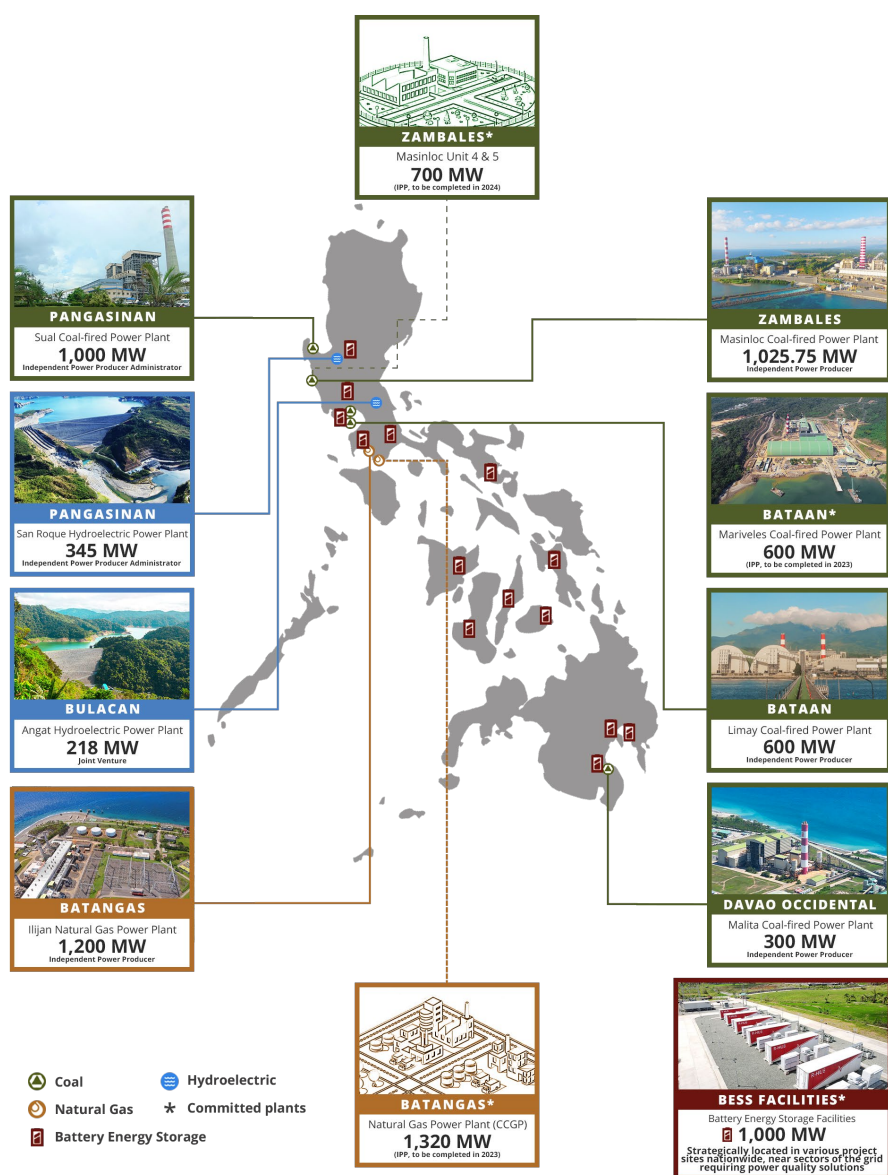 ZAMBALES*
Masinloc Unit 4 & 5
700 MW
(IPP, to be completed in 2024)
PANGASINAN
Sual Coal-fired Power Plant
1,000 MW
Independent Power Producer Administrator
ZAMBALES
Masinloc Coal-fired Power Plant
1,025.75 MW
Independent Power Producer
PANGASINAN
San Roque Hydroelectric Power Plant
345 MW
Independent Power Producer Administrator
BATAAN*
Mariveles Coal-fired Power Plant
600 MW
(IPP, to be completed in 2023)
BULACAN
Angat Hydroelectric Power Plant
218 MW
Joint Venture
BATAAN
Limay Coal-fired Power Plant
600 MW
Independent Power Producer
BATANGAS
Ilijan Natural Gas Power Plant
1,200 MW
Independent Power Producer
DAVAO OCCIDENTAL
Malita Coal-fired Power Plant
300 MW
Independent Power Producer
Coal
Hydroelectric
Natural Gas
* Committed plants
Battery Energy Storage
BATANGAS*
Natural Gas Power Plant (CCGP)
1,320 MW
(IPP, to be completed in 2023)
BESS FACILITIES*
Battery Energy Storage Facilities
1,000 MW
Strategically located in various project
sites nationwide, near sectors of the grid
requiring power quality solutions